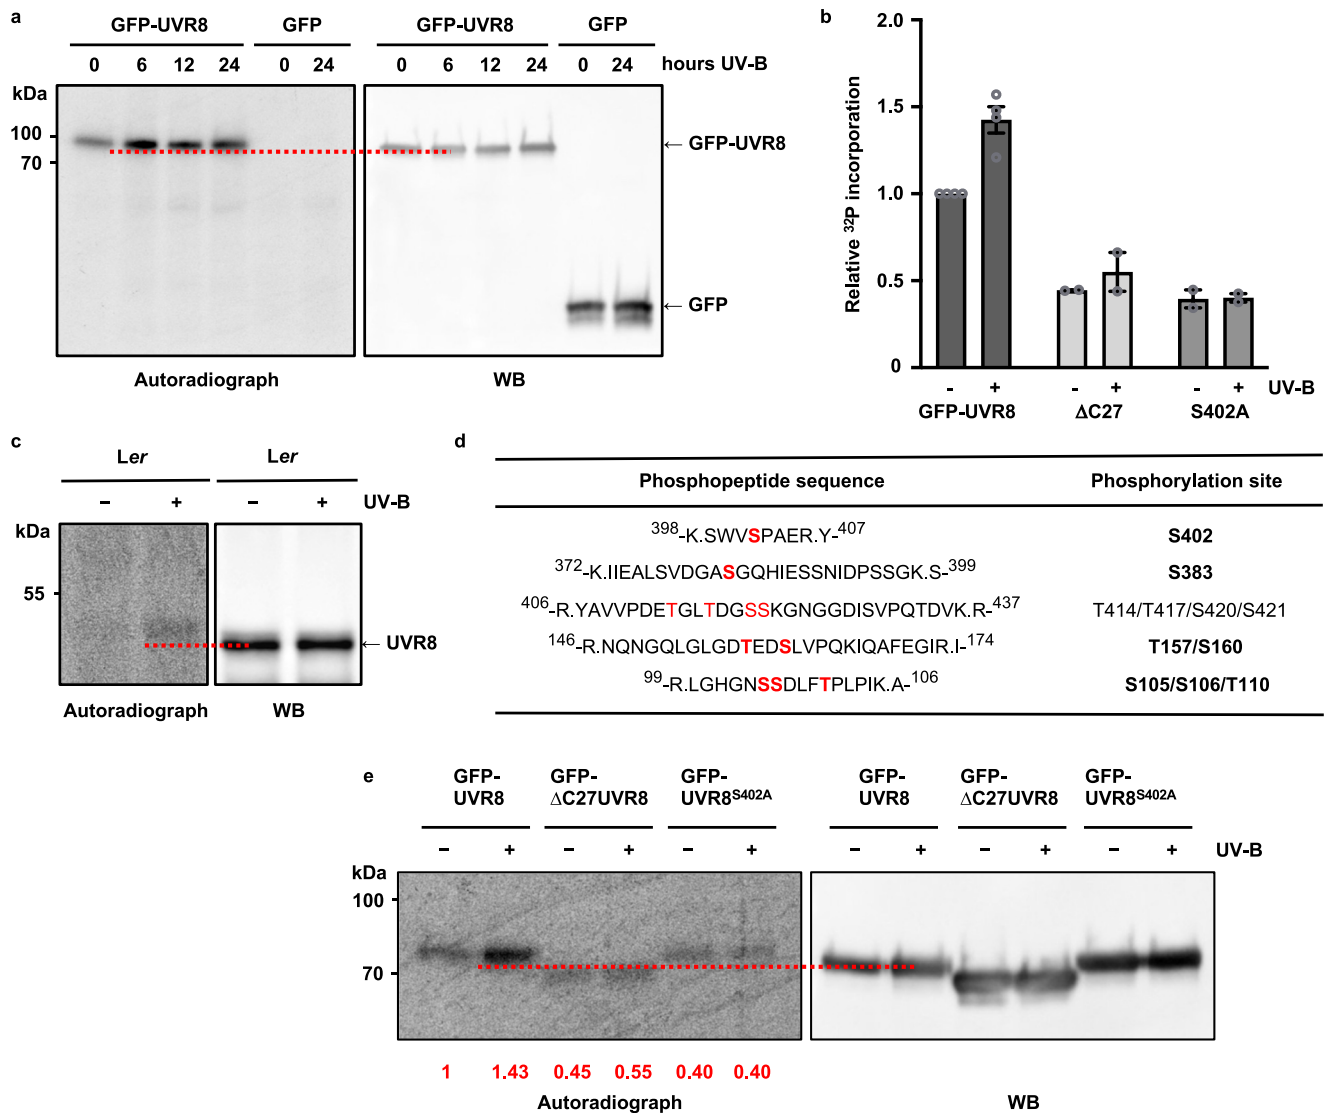 a
GFP-UVR8 GFP GFP-UVR8 GFP
0 6 12 24 0 24 0 6 12 24 0 24 hours UV-B
kDa
100
70
← GFP-UVR8
← GFP
Autoradiograph WB
b
Relative ³²P incorporation
1.5
1.0
0.5
0
- + - + - + UV-B
GFP-UVR8 ΔC27 S402A
c
Ler Ler
– + – + UV-B
kDa
55
← UVR8
Autoradiograph WB
d
Phosphopeptide sequence Phosphorylation site
³⁹⁸-K.SWVSPAER.Y-⁴⁰⁷ S402
³⁷²-K.IIEALSVDGASGQHIESSNIDPSSGK.S-³⁹⁹ S383
⁴⁰⁶-R.YAVVPDETGLTDGSSKGNGGDISVPQTDVK.R-⁴³⁷ T414/T417/S420/S421
¹⁴⁶-R.NQNGQLGLGDTEDSLVPQKIQAFEGIR.I-¹⁷⁴ T157/S160
⁹⁹-R.LGHGNSSDLFTPLPIK.A-¹⁰⁶ S105/S106/T110
e
GFP- GFP- GFP- GFP- GFP- GFP-
UVR8 ΔC27UVR8 UVR8ˢ⁴⁰²ᴬ UVR8 ΔC27UVR8 UVR8ˢ⁴⁰²ᴬ
– + – + – + – + – + – + UV-B
kDa
100
70
1 1.43 0.45 0.55 0.40 0.40
Autoradiograph WB